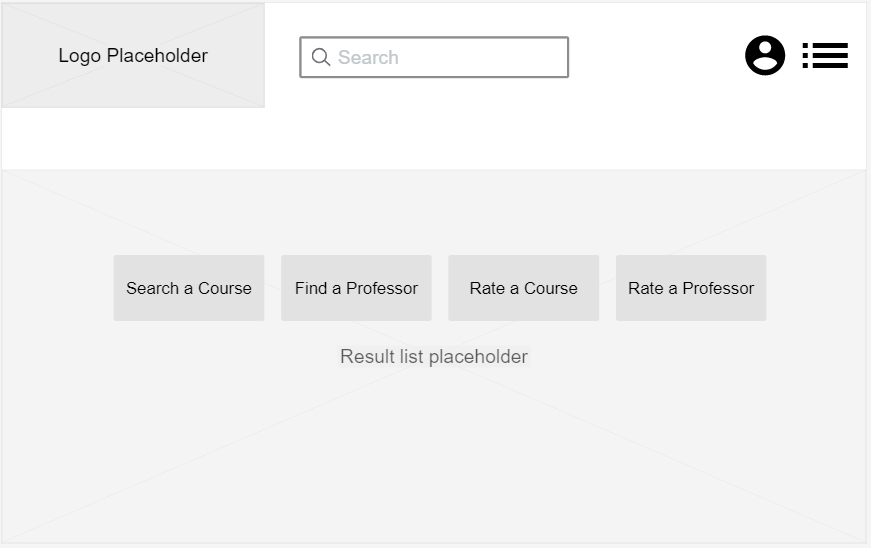 Logo Placeholder
Search
Search a Course
Find a Professor
Rate a Course
Rate a Professor
Result list placeholder